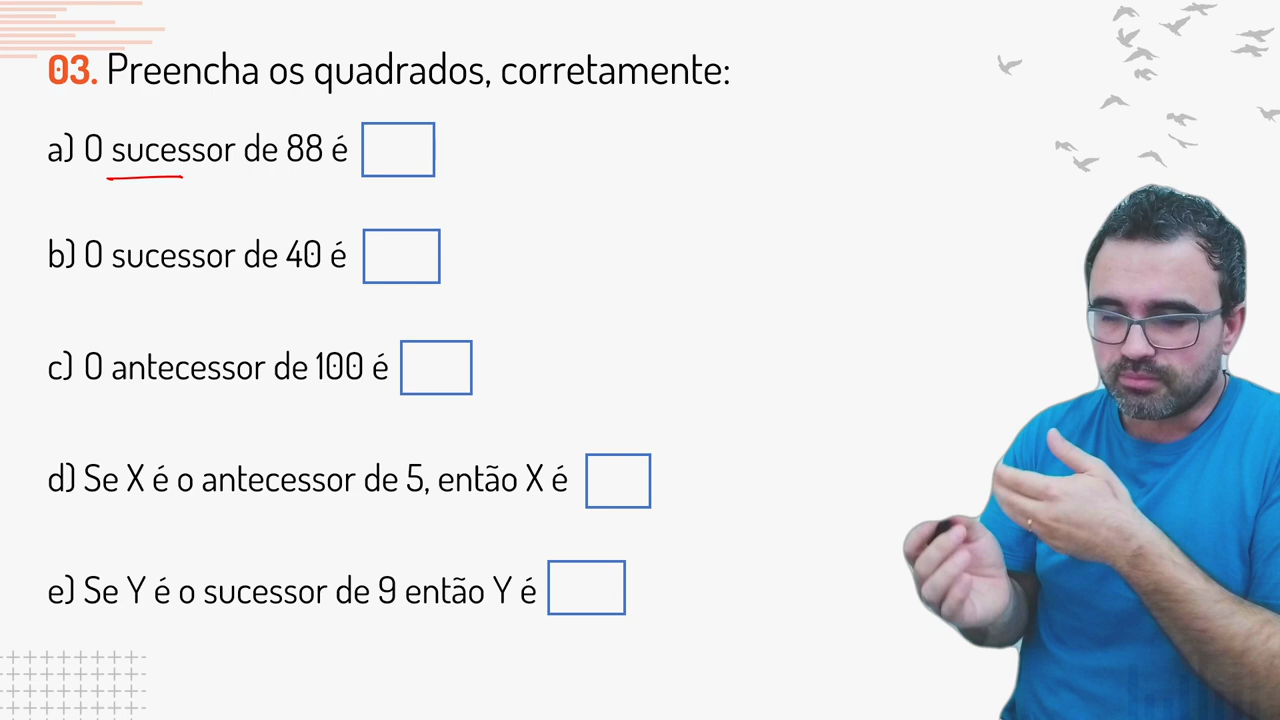 03. Preencha os quadrados, corretamente:
a) O sucessor de 88 é
b) O sucessor de 40 é
c) O antecessor de 100 é
d) Se X é o antecessor de 5, então X é
e) Se Y é o sucessor de 9 então Y é